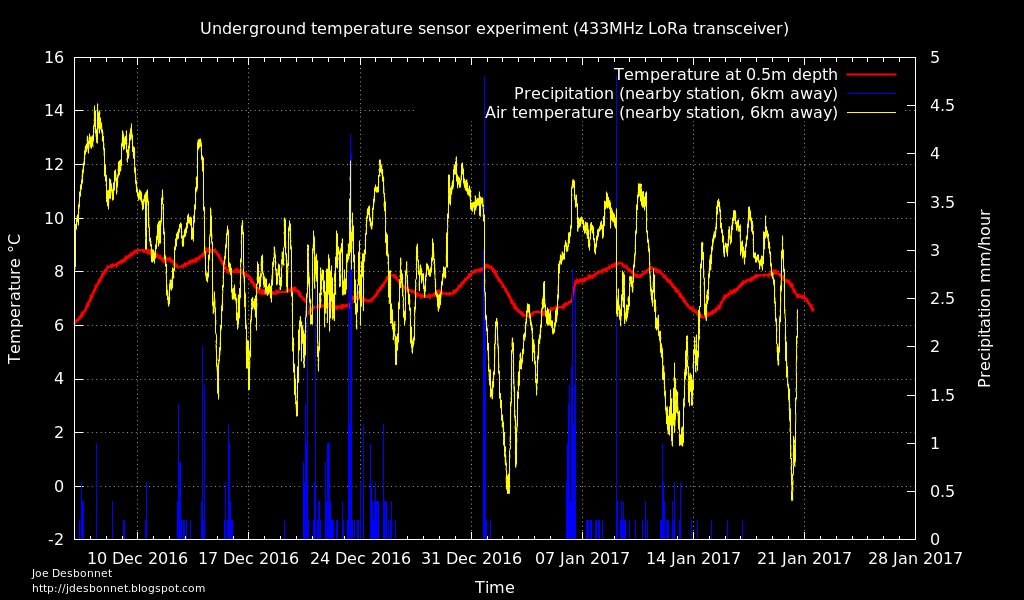 Underground temperature sensor experiment (433MHz LoRa transceiver)
Temperature at 0.5m depth
Precipitation (nearby station, 6km away)
Air temperature (nearby station, 6km away)
Temperature °C
16
14
12
10
8
6
4
2
0
-2
5
4.5
4
3.5
3
2.5
2
1.5
1
0.5
0
Precipitation mm/hour
10 Dec 2016 17 Dec 2016 24 Dec 2016 31 Dec 2016 07 Jan 2017 14 Jan 2017 21 Jan 2017 28 Jan 2017
Time
Joe Desbonnet
http://jdesbonnet.blogspot.com